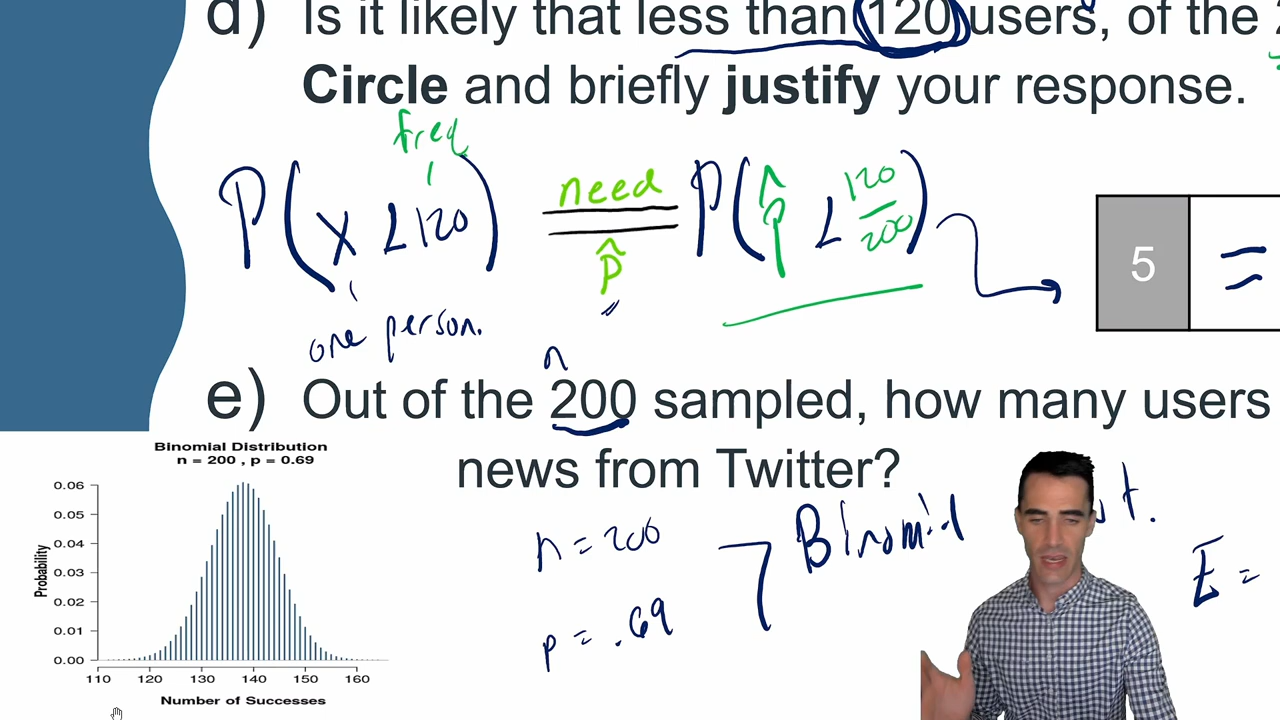 d) Is it likely that less than 120 users, of the
Circle and briefly justify your response.
freq
P(X < 120) need p̂ = P(p̂ < 120/200)
5 =
one person.
n
e) Out of the 200 sampled, how many users
news from Twitter?
n = 200
p = .69
Binomial
E =
Binomial Distribution
n = 200 , p = 0.69
Probability
0.06
0.05
0.04
0.03
0.02
0.01
0.00
110 120 130 140 150 160
Number of Successes